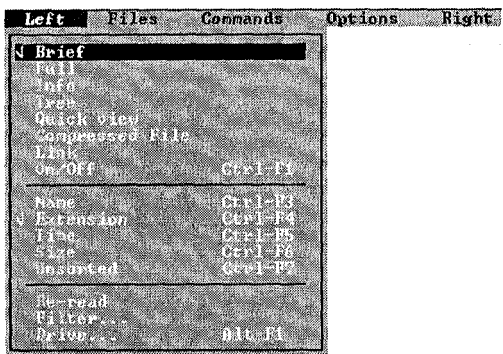 Left Files Commands Options Right
√ Brief
Full
Info
Tree
Quick view
Compressed File
Link
On/Off Ctrl-F1
Name Ctrl-F3
√ Extension Ctrl-F4
Time Ctrl-F5
Size Ctrl-F6
Unsorted Ctrl-F7
Re-read
Filter...
Drive... Alt-F1